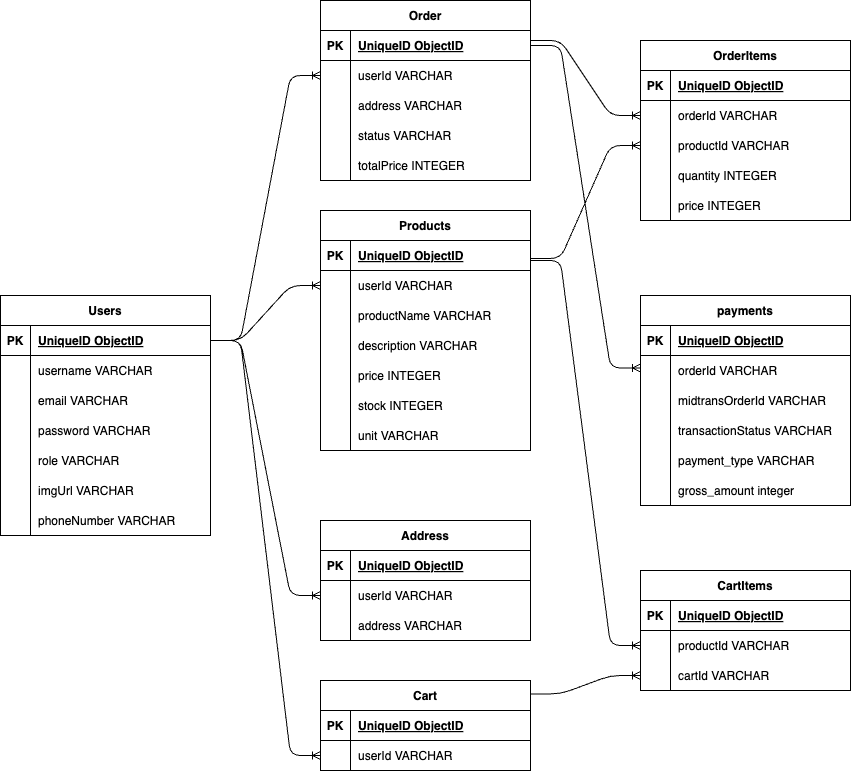 Order
PK UniqueID ObjectID
userId VARCHAR
address VARCHAR
status VARCHAR
totalPrice INTEGER
OrderItems
PK UniqueID ObjectID
orderId VARCHAR
productId VARCHAR
quantity INTEGER
price INTEGER
Products
PK UniqueID ObjectID
userId VARCHAR
productName VARCHAR
description VARCHAR
price INTEGER
stock INTEGER
unit VARCHAR
Users
PK UniqueID ObjectID
username VARCHAR
email VARCHAR
password VARCHAR
role VARCHAR
imgUrl VARCHAR
phoneNumber VARCHAR
payments
PK UniqueID ObjectID
orderId VARCHAR
midtransOrderId VARCHAR
transactionStatus VARCHAR
payment_type VARCHAR
gross_amount integer
Address
PK UniqueID ObjectID
userId VARCHAR
address VARCHAR
CartItems
PK UniqueID ObjectID
productId VARCHAR
cartId VARCHAR
Cart
PK UniqueID ObjectID
userId VARCHAR